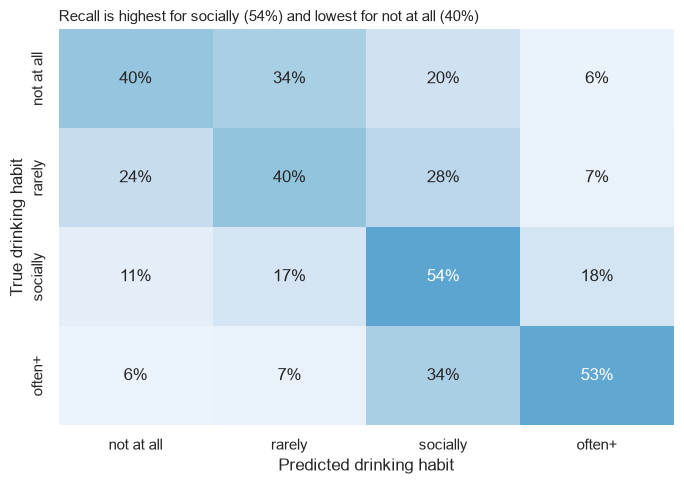 Recall is highest for socially (54%) and lowest for not at all (40%)
True drinking habit
not at all
40% 34% 20% 6%
rarely
24% 40% 28% 7%
socially
11% 17% 54% 18%
often+
6% 7% 34% 53%
not at all rarely socially often+
Predicted drinking habit